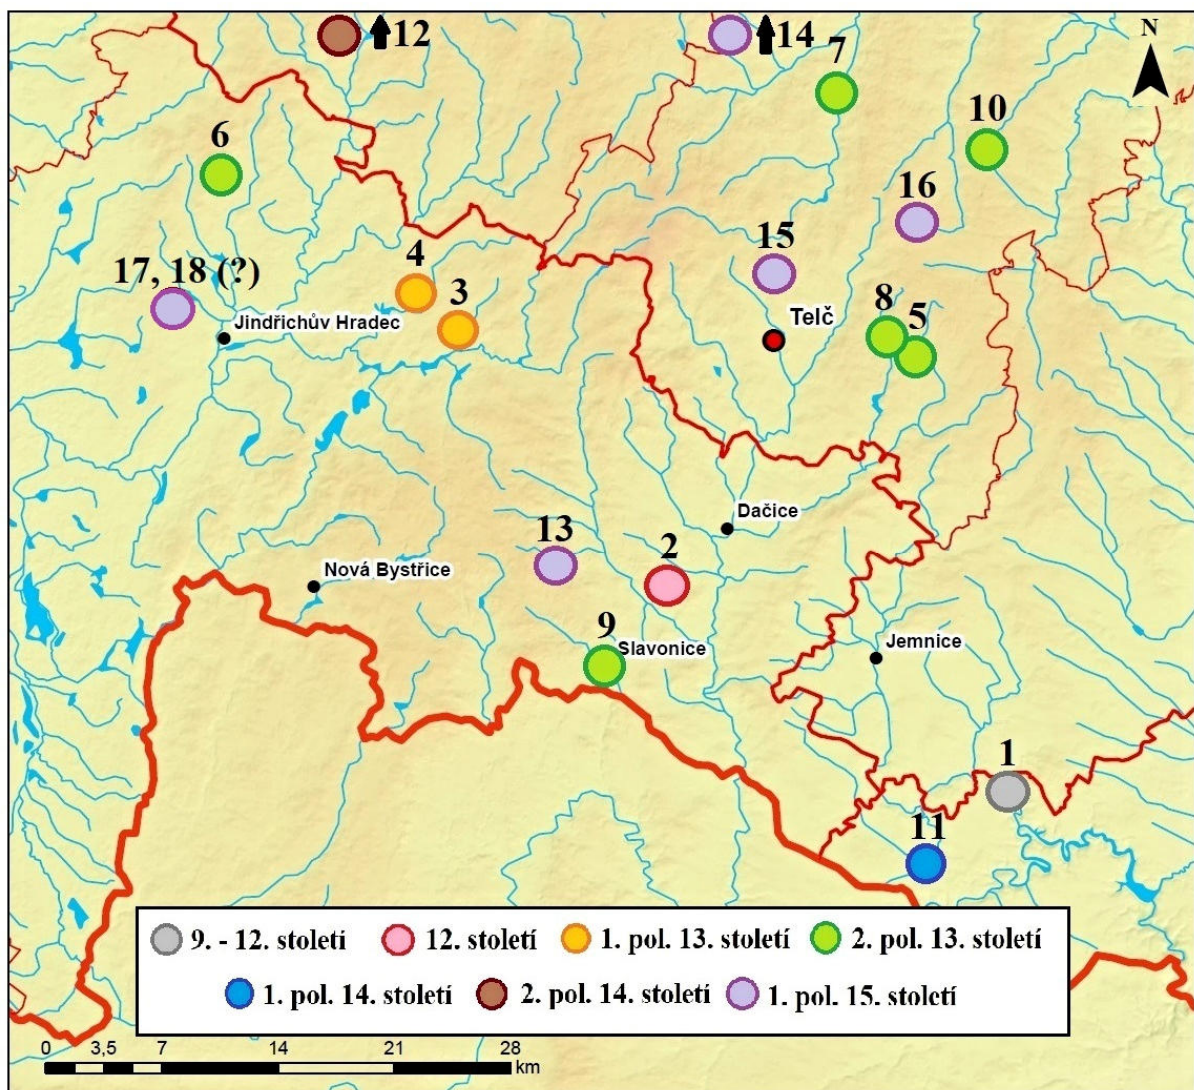 12
14
N
7
10
6
16
15
4
17, 18 (?)
3
8
5
Telč
Jindřichův Hradec
Dačice
13
2
Nová Bystřice
9
Slavonice
Jemnice
1
11
9. - 12. století
12. století
1. pol. 13. století
2. pol. 13. století
1. pol. 14. století
2. pol. 14. století
1. pol. 15. století
0 3,5 7 14 21 28
km